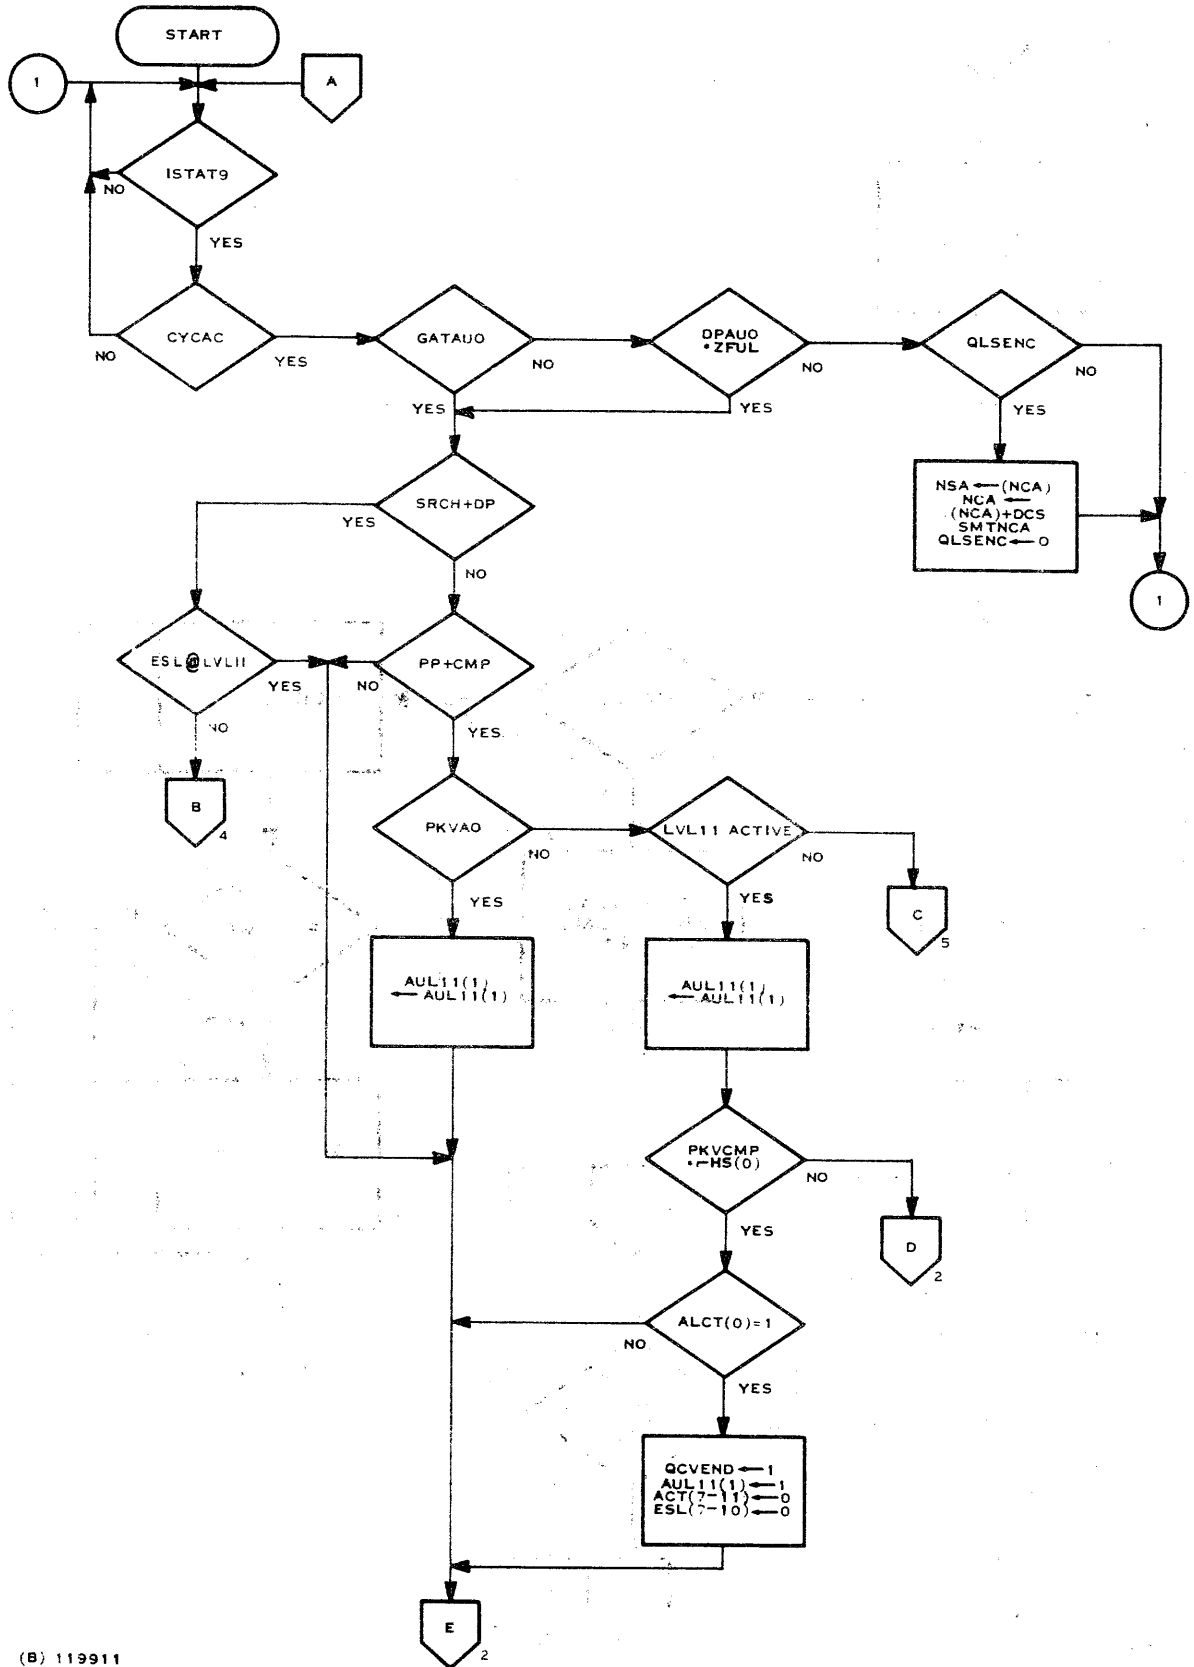 START
1
A
ISTAT9
NO
YES
CYCAC
NO
YES
GATAUO
NO
YES
DPAUO
•ZFUL
NO
YES
QLSENC
NO
YES
NSA ← (NCA)
NCA ←
(NCA)+DCS
SMTNCA
QLSENC ← O
1
SRCH+DP
YES
NO
ESL@LVL11
YES
NO
PP+CMP
NO
YES
B
4
PKVAO
NO
YES
LVL11 ACTIVE
NO
YES
C
5
AUL11(1)
← AUL11(1)
AUL11(1)
← AUL11(1)
PKVCMP
HS(0)
NO
YES
D
2
ALCT(0)=1
NO
YES
QCVEND ← 1
AUL11(1) ← 1
ACT(7-11) ← 0
ESL(7-10) ← 0
E
2
(B) 119911